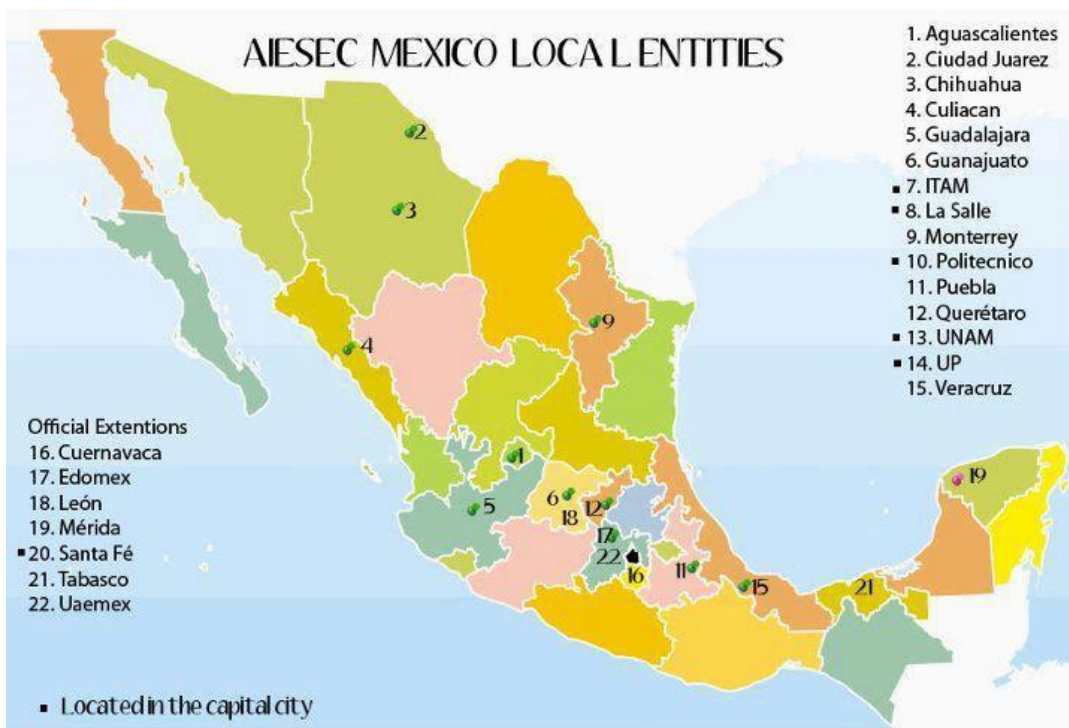 AIESEC MEXICO LOCAL ENTITIES
1. Aguascalientes
2. Ciudad Juarez
3. Chihuahua
4. Culiacan
5. Guadalajara
6. Guanajuato
▪ 7. ITAM
▪ 8. La Salle
9. Monterrey
▪ 10. Politecnico
11. Puebla
12. Querétaro
▪ 13. UNAM
▪ 14. UP
15. Veracruz
2
3
9
4
1
19
5
6
12
18
17
22
16
11
15
21
Official Extentions
16. Cuernavaca
17. Edomex
18. León
19. Mérida
▪ 20. Santa Fé
21. Tabasco
22. Uaemex
▪ Located in the capital city